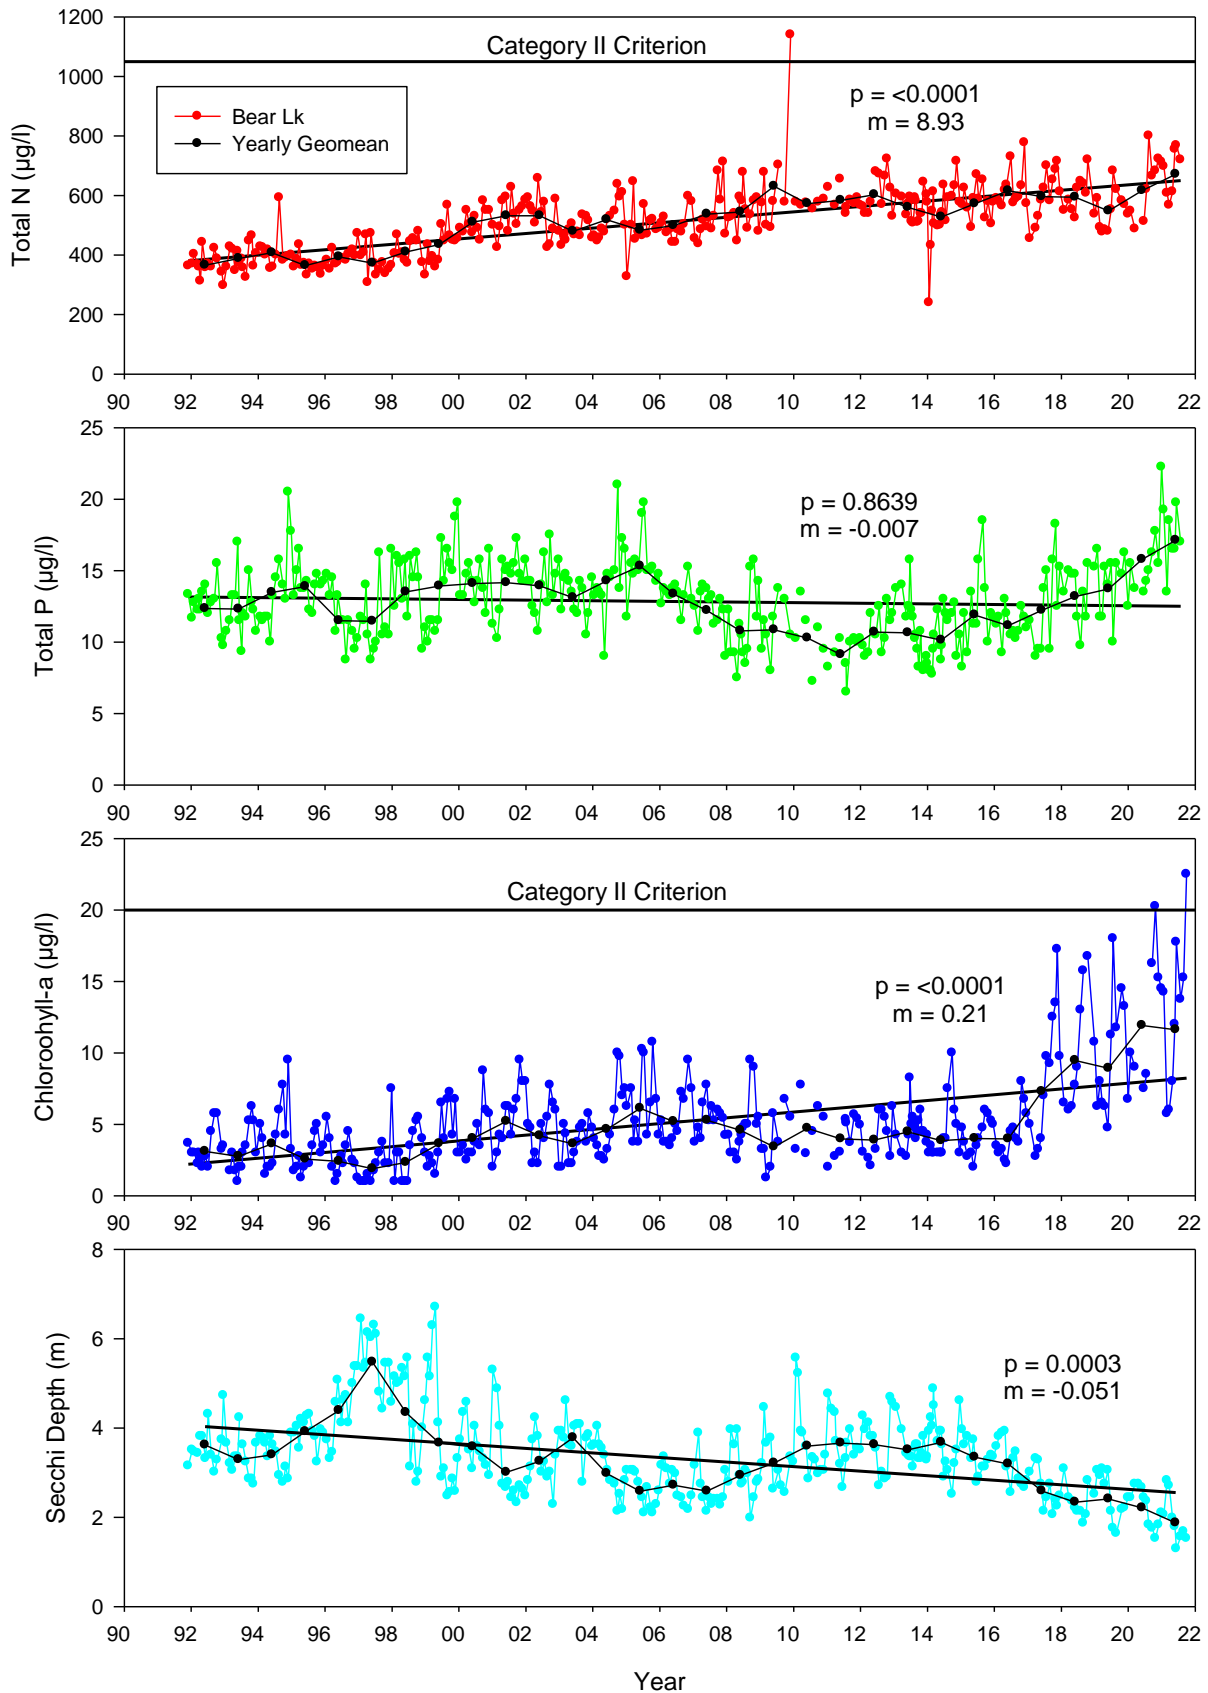 1200
Category II Criterion
1000
p = <0.0001
m = 8.93
Bear Lk
Yearly Geomean
800
600
400
200
0
Total N (µg/l)
90 92 94 96 98 00 02 04 06 08 10 12 14 16 18 20 22
25
20
p = 0.8639
m = -0.007
15
10
5
0
Total P (µg/l)
90 92 94 96 98 00 02 04 06 08 10 12 14 16 18 20 22
25
Category II Criterion
20
p = <0.0001
m = 0.21
15
10
5
0
Chloroohyll-a (µg/l)
90 92 94 96 98 00 02 04 06 08 10 12 14 16 18 20 22
8
6
p = 0.0003
m = -0.051
4
2
0
Secchi Depth (m)
90 92 94 96 98 00 02 04 06 08 10 12 14 16 18 20 22
Year